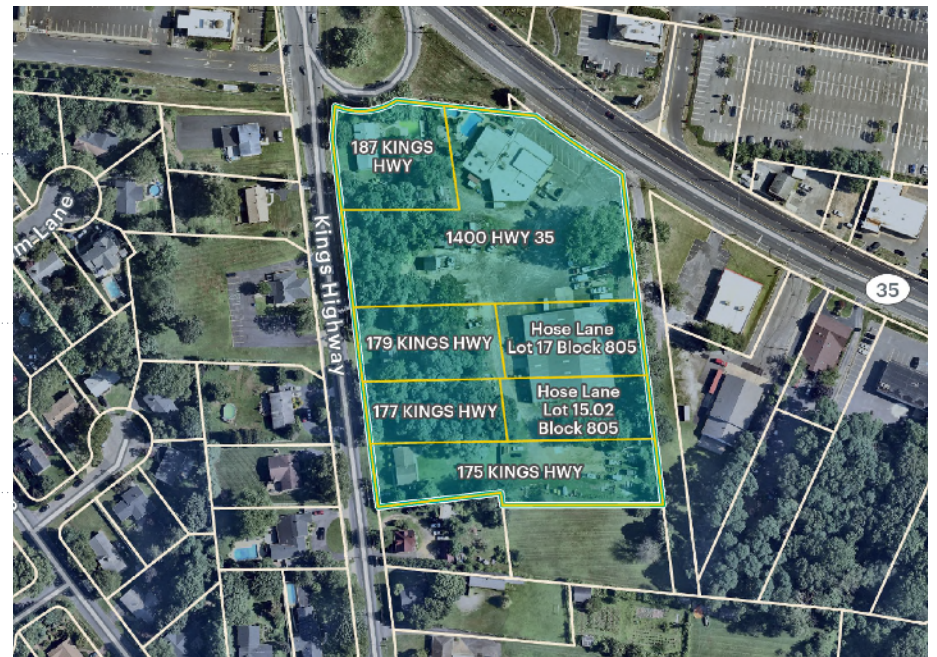 187 KINGS
HWY
1400 HWY 35
m-Lane
Kings Highway
35
179 KINGS HWY
Hose Lane
Lot 17 Block 805
177 KINGS HWY
Hose Lane
Lot 15.02
Block 805
175 KINGS HWY